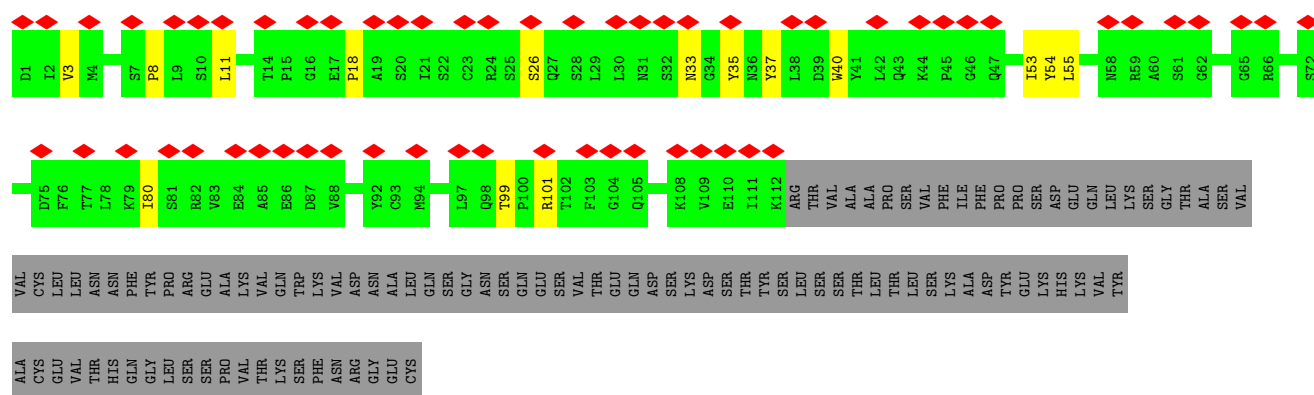 D1 I2 V3 M4 S7 P8 L9 S10 L11 T14 P15 G16 E17 P18 A19 S20 I21 S22 C23 R24 S25 S26 Q27 S28 L29 L30 N31 S32 N33 G34 Y35 N36 Y37 L38 D39 W40 Y41 L42 Q43 K44 P45 G46 Q47 I53 Y54 L55 N58 R59 A60 S61 G62 G65 R66 S72
D75 F76 T77 L78 K79 I80 S81 R82 V83 E84 A85 E86 D87 V88 Y92 C93 M94 L97 Q98 T99 P100 R101 T102 F103 G104 Q105 K108 V109 E110 I111 K112 ARG THR VAL ALA ALA PRO SER VAL PHE ILE PHE PRO PRO SER ASP GLU GLN LEU LYS SER GLY THR ALA SER VAL
VAL CYS LEU LEU ASN ASN PHE TYR PRO ARG GLU ALA LYS VAL GLN TRP LYS VAL ASP ASN ALA LEU GLN SER GLY ASN SER GLN GLU SER VAL THR GLU GLN ASP SER LYS ASP SER THR TYR SER LEU SER SER THR LEU THR LEU SER LYS ALA ASP TYR GLU LYS HIS LYS VAL TYR
ALA CYS GLU VAL THR HIS GLN GLY LEU SER SER PRO VAL THR LYS SER PHE ASN ARG GLY GLU CYS